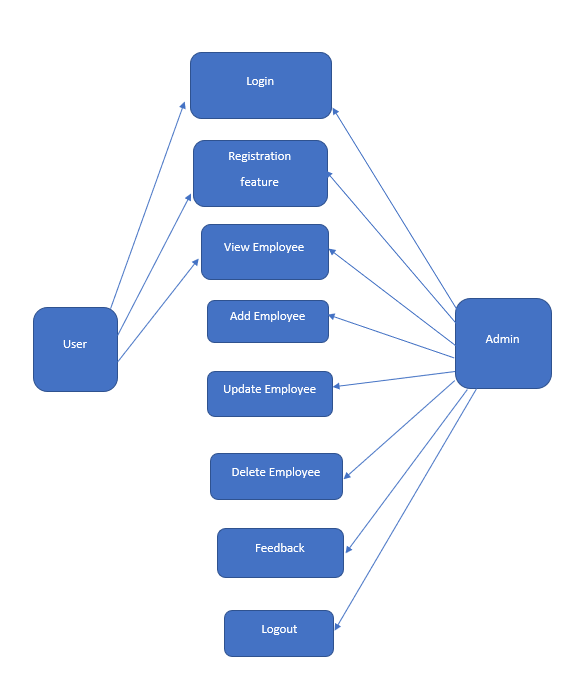 Login
Registration
feature
View Employee
Add Employee
User
Admin
Update Employee
Delete Employee
Feedback
Logout